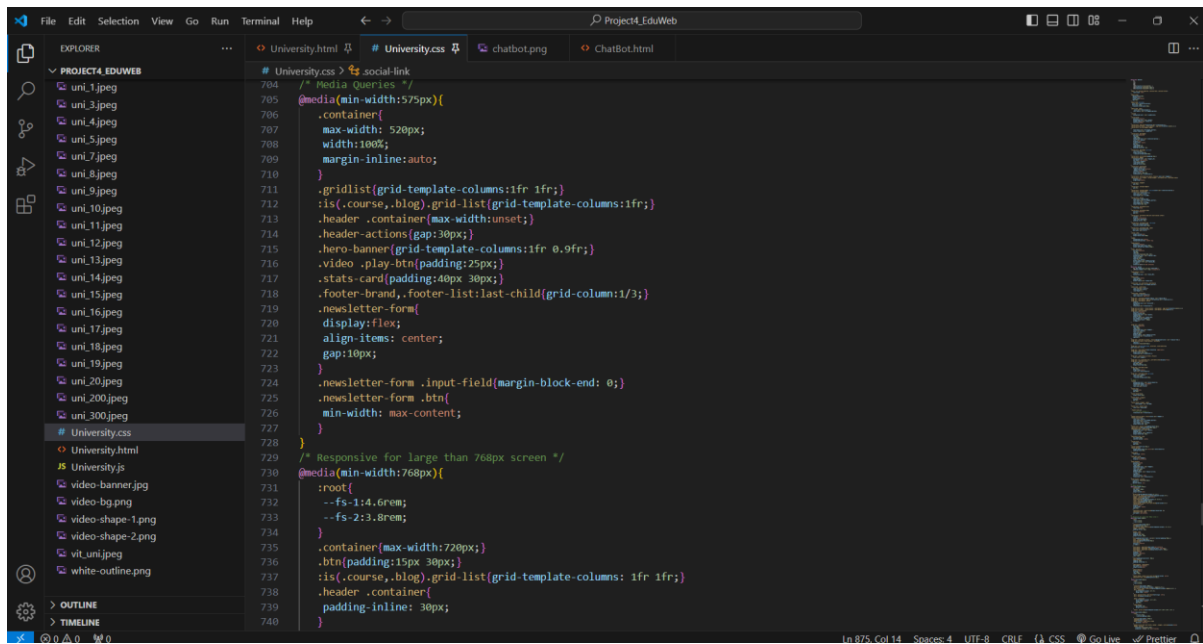 File Edit Selection View Go Run Terminal Help
Project4_EduWeb
EXPLORER
University.html
# University.css
chatbot.png
ChatBot.html
PROJECT4_EDUWEB
# University.css > .social-link
uni_1.jpeg
uni_3.jpeg
uni_4.jpeg
uni_5.jpeg
uni_7.jpeg
uni_8.jpeg
uni_9.jpeg
uni_10.jpeg
uni_11.jpeg
uni_12.jpeg
uni_13.jpeg
uni_14.jpeg
uni_15.jpeg
uni_16.jpeg
uni_17.jpeg
uni_18.jpeg
uni_19.jpeg
uni_20.jpeg
uni_200.jpeg
uni_300.jpeg
# University.css
University.html
JS University.js
video-banner.jpg
video-bg.png
video-shape-1.png
video-shape-2.png
vit_uni.jpeg
white-outline.png
OUTLINE
TIMELINE
704 /* Media Queries */
705 @media(min-width:575px){
706 .container{
707 max-width: 520px;
708 width:100%;
709 margin-inline:auto;
710 }
711 .gridlist{grid-template-columns:1fr 1fr;}
712 :is(.course,.blog).grid-list{grid-template-columns:1fr;}
713 .header .container{max-width:unset;}
714 .header-actions{gap:30px;}
715 .hero-banner{grid-template-columns:1fr 0.9fr;}
716 .video .play-btn{padding:25px;}
717 .stats-card{padding:40px 30px;}
718 .footer-brand,.footer-list:last-child{grid-column:1/3;}
719 .newsletter-form{
720 display:flex;
721 align-items: center;
722 gap:10px;
723 }
724 .newsletter-form .input-field{margin-block-end: 0;}
725 .newsletter-form .btn{
726 min-width: max-content;
727 }
728 }
729 /* Responsive for large than 768px screen */
730 @media(min-width:768px){
731 :root{
732 --fs-1:4.6rem;
733 --fs-2:3.8rem;
734 }
735 .container{max-width:720px;}
736 .btn{padding:15px 30px;}
737 :is(.course,.blog).grid-list{grid-template-columns: 1fr 1fr;}
738 .header .container{
739 padding-inline: 30px;
740 }
0 0 0 Ln 875, Col 14 Spaces: 4 UTF-8 CRLF {} CSS Go Live Prettier